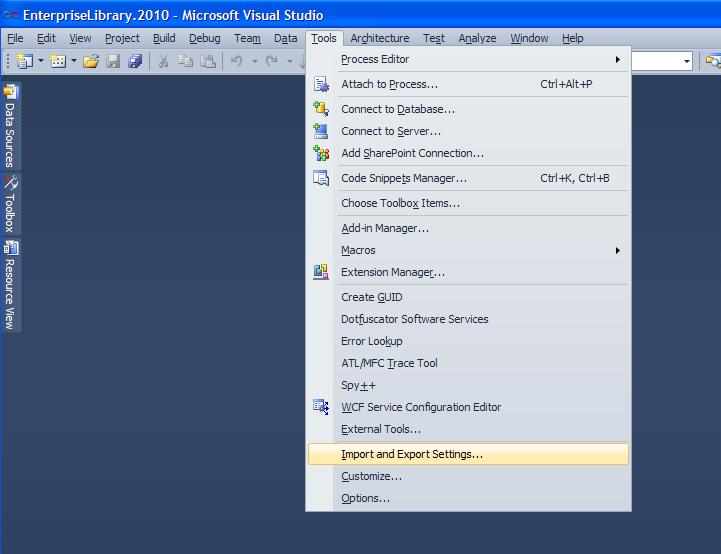 EnterpriseLibrary.2010 - Microsoft Visual Studio
File Edit View Project Build Debug Team Data Tools Architecture Test Analyze Window Help
Process Editor
Attach to Process... Ctrl+Alt+P
Connect to Database...
Connect to Server...
Add SharePoint Connection...
Code Snippets Manager... Ctrl+K, Ctrl+B
Choose Toolbox Items...
Add-in Manager...
Macros
Extension Manager...
Create GUID
Dotfuscator Software Services
Error Lookup
ATL/MFC Trace Tool
Spy++
WCF Service Configuration Editor
External Tools...
Import and Export Settings...
Customize...
Options...
Data Sources
Toolbox
Resource View